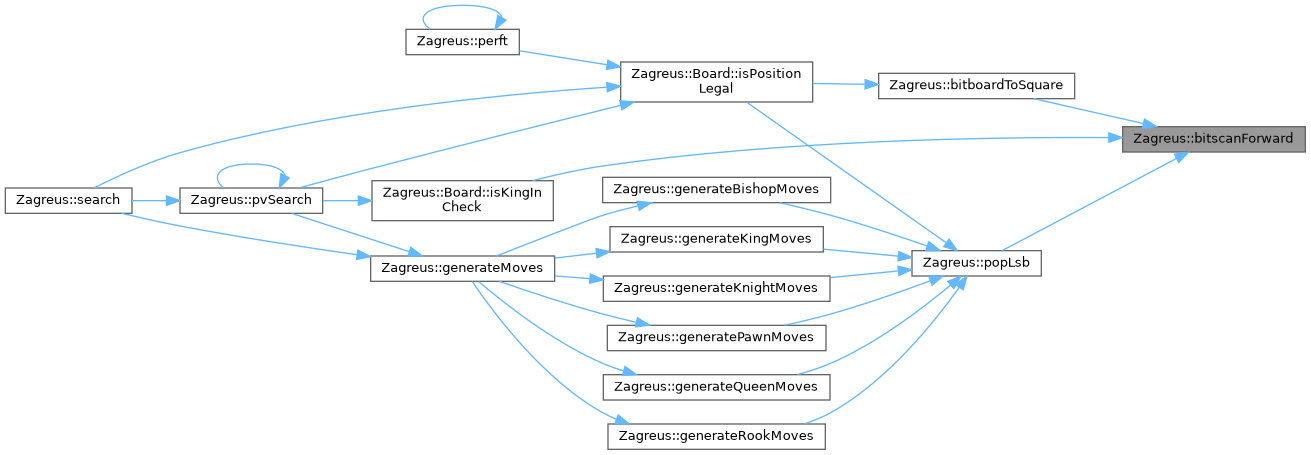 Zagreus::perft
Zagreus::Board::isPosition
Legal
Zagreus::bitboardToSquare
Zagreus::bitscanForward
Zagreus::search
Zagreus::pvSearch
Zagreus::Board::isKingIn
Check
Zagreus::generateBishopMoves
Zagreus::generateKingMoves
Zagreus::popLsb
Zagreus::generateMoves
Zagreus::generateKnightMoves
Zagreus::generatePawnMoves
Zagreus::generateQueenMoves
Zagreus::generateRookMoves